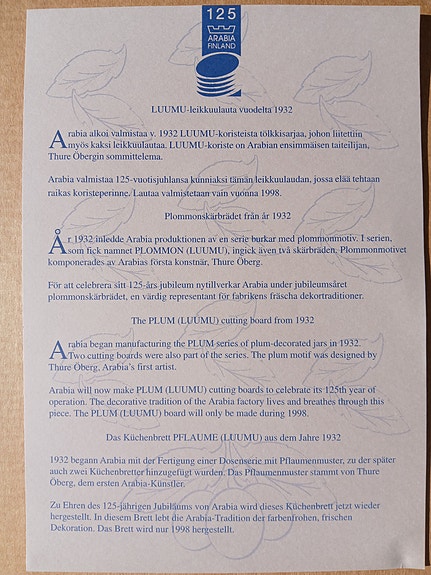 125
ARABIA
FINLAND
LUUMU-leikkuulauta vuodelta 1932
Arabia alkoi valmistaa v. 1932 LUUMU-koristeista tölkkisarjaa, johon liitettiin
myös kaksi leikkuulautaa. LUUMU-koriste on Arabian ensimmäisen taiteilijan,
Thure Öbergin sommittelema.
Arabia valmistaa 125-vuotisjuhlansa kunniaksi tämän leikkuulaudan, jossa elää tehtaan
raikas koristeperinne. Lautaa valmistetaan vain vuonna 1998.
Plommonskärbrädet från år 1932
År 1932 inledde Arabia produktionen av en serie burkar med plommonmotiv. I serien,
som fick namnet PLOMMON (LUUMU), ingick även två skärbräden. Plommonmotivet
komponerades av Arabias första konstnär, Thure Öberg.
För att celebrera sitt 125-års jubileum nytillverkar Arabia under jubileumsåret
plommonskärbrädet, en värdig representant för fabrikens fräscha dekortraditioner.
The PLUM (LUUMU) cutting board from 1932
Arabia began manufacturing the PLUM series of plum-decorated jars in 1932.
Two cutting boards were also part of the series. The plum motif was designed by
Thure Öberg, Arabia's first artist.
Arabia will now make PLUM (LUUMU) cutting boards to celebrate its 125th year of
operation. The decorative tradition of the Arabia factory lives and breathes through this
piece. The PLUM (LUUMU) board will only be made during 1998.
Das Küchenbrett PFLAUME (LUUMU) aus dem Jahre 1932
1932 begann Arabia mit der Fertigung einer Dosenserie mit Pflaumenmuster, zu der später
auch zwei Küchenbretter hinzugefügt wurden. Das Pflaumenmuster stammt von Thure
Öberg, dem ersten Arabia-Künstler.
Zu Ehren des 125-jährigen Jubiläums von Arabia wird dieses Küchenbrett jetzt wieder
hergestellt. In diesem Brett lebt die Arabia-Tradition der farbenfrohen, frischen
Dekoration. Das Brett wird nur 1998 hergestellt.